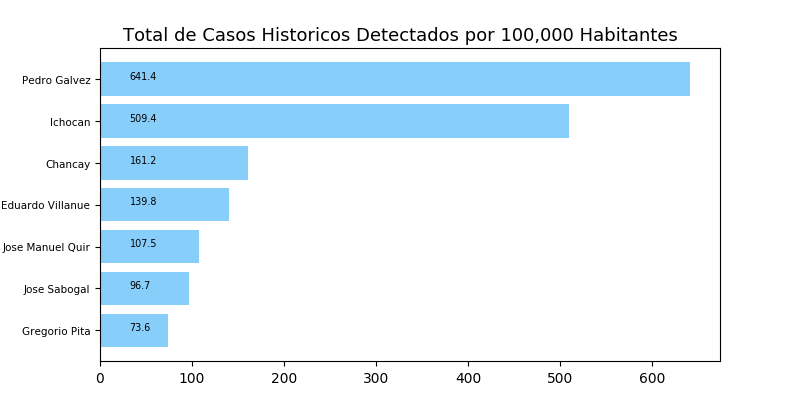 Total de Casos Historicos Detectados por 100,000 Habitantes
Pedro Galvez 641.4
Ichocan 509.4
Chancay 161.2
Eduardo Villanue 139.8
Jose Manuel Quir 107.5
Jose Sabogal 96.7
Gregorio Pita 73.6
0 100 200 300 400 500 600